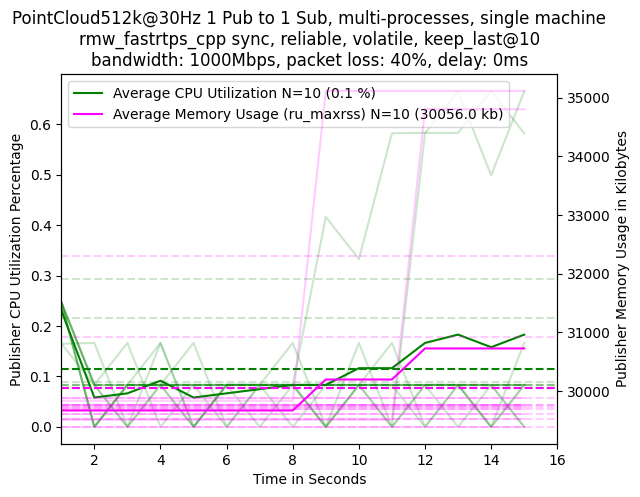 PointCloud512k@30Hz 1 Pub to 1 Sub, multi-processes, single machine
rmw_fastrtps_cpp sync, reliable, volatile, keep_last@10
bandwidth: 1000Mbps, packet loss: 40%, delay: 0ms
Average CPU Utilization N=10 (0.1 %)
Average Memory Usage (ru_maxrss) N=10 (30056.0 kb)
Publisher CPU Utilization Percentage
0.6
0.5
0.4
0.3
0.2
0.1
0.0
35000
34000
33000
32000
31000
30000
Publisher Memory Usage in Kilobytes
2 4 6 8 10 12 14 16
Time in Seconds